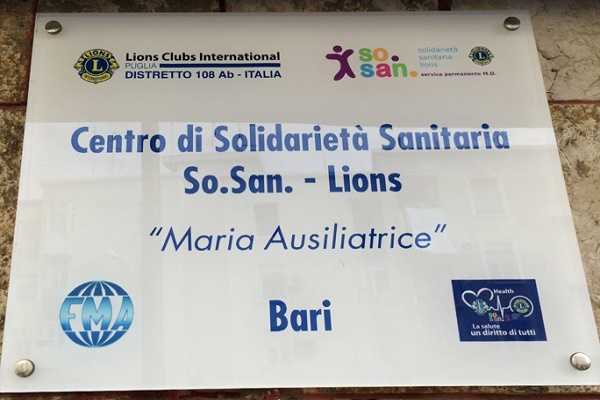 Lions Clubs International
PUGLIA
DISTRETTO 108 Ab - ITALIA
so.
san.
solidarietà
sanitaria
lions
service permanente M.D.
Centro di Solidarietà Sanitaria
So.San. - Lions
“Maria Ausiliatrice”
FMA
Bari
Health
La salute
un diritto di tutti